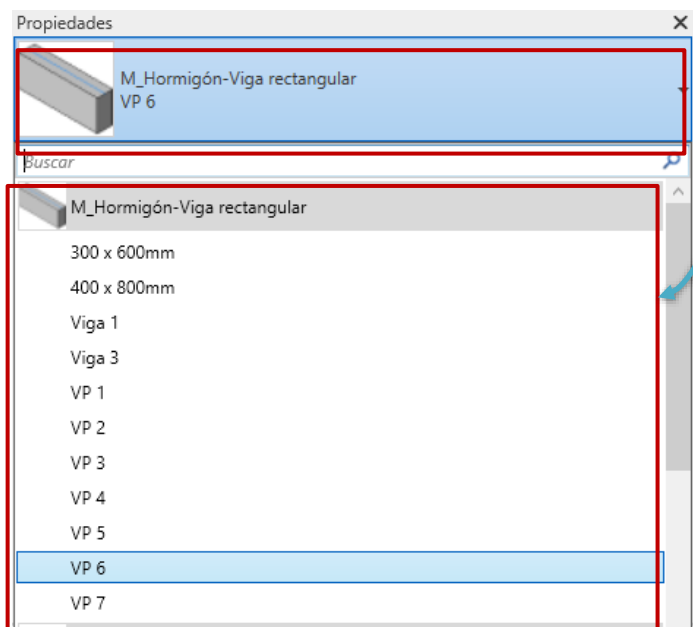 Propiedades
M_Hormigón-Viga rectangular
VP 6
Buscar
M_Hormigón-Viga rectangular
300 x 600mm
400 x 800mm
Viga 1
Viga 3
VP 1
VP 2
VP 3
VP 4
VP 5
VP 6
VP 7